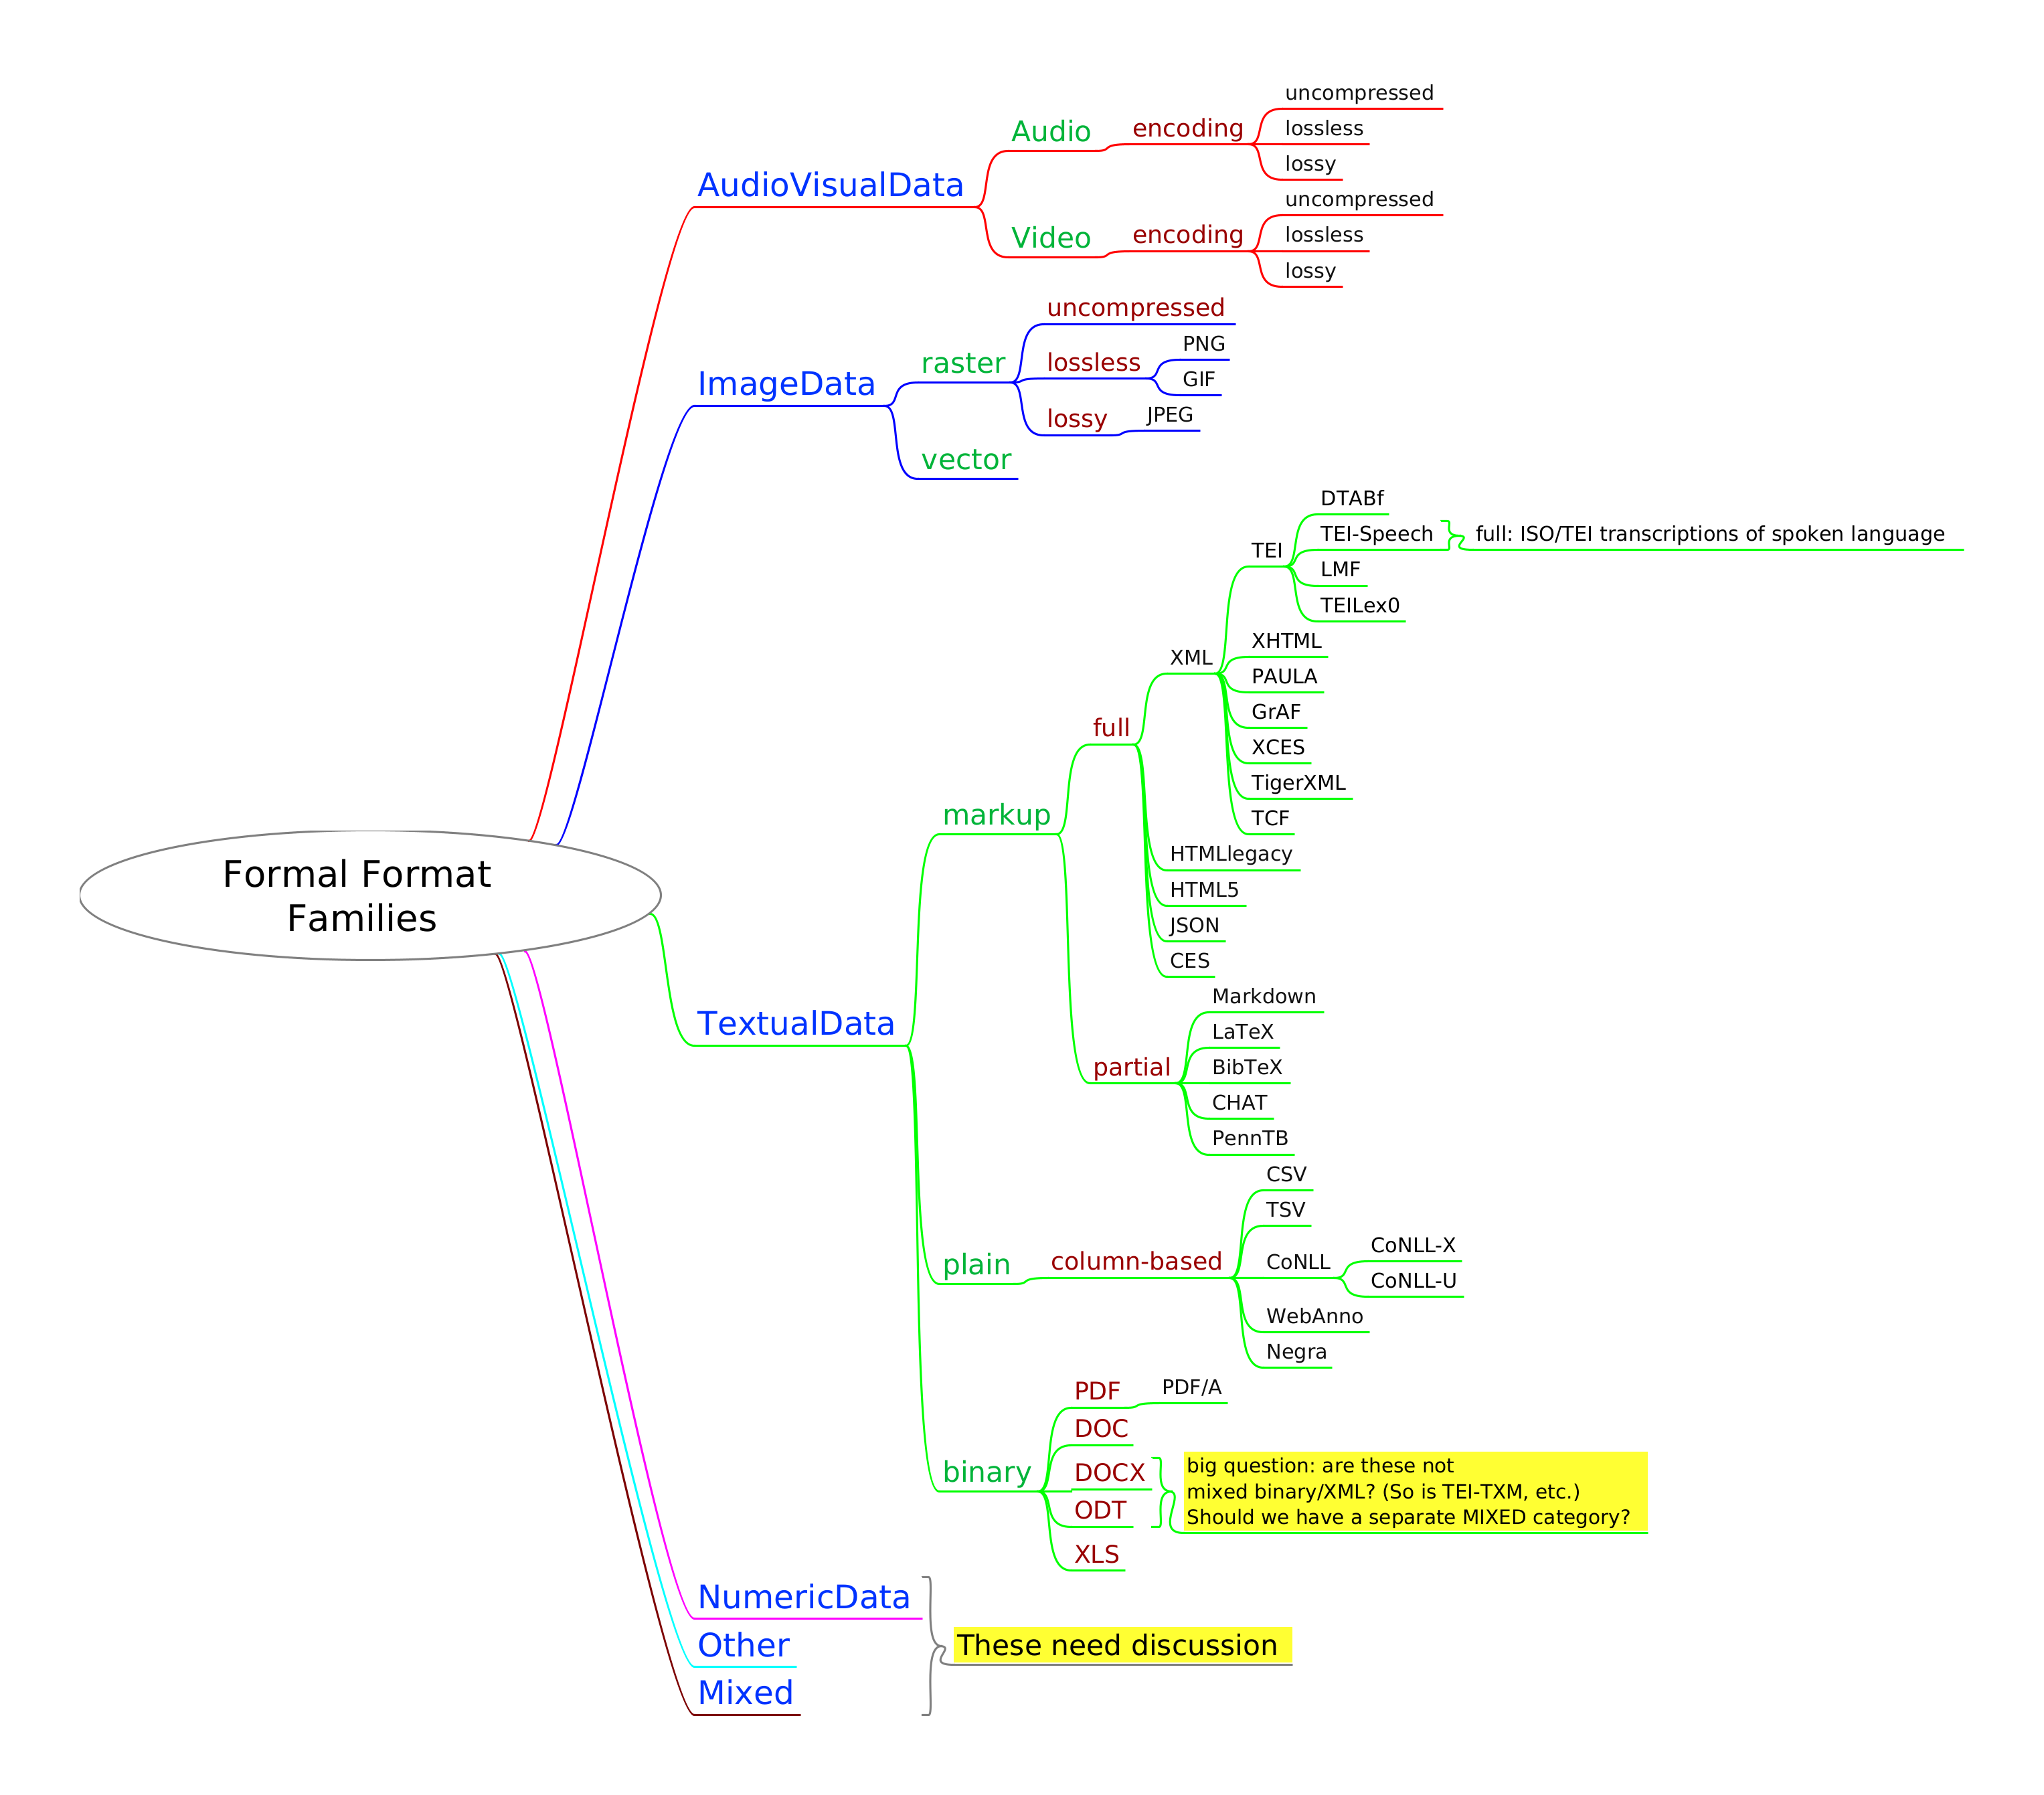 Formal Format
Families
AudioVisualData
Audio
encoding
uncompressed
lossless
lossy
Video
encoding
uncompressed
lossless
lossy
ImageData
raster
uncompressed
lossless
PNG
GIF
lossy
JPEG
vector
TextualData
markup
full
XML
TEI
DTABf
TEI-Speech
full: ISO/TEI transcriptions of spoken language
LMF
TEILex0
XHTML
PAULA
GrAF
XCES
TigerXML
TCF
HTMLlegacy
HTML5
JSON
CES
partial
Markdown
LaTeX
BibTeX
CHAT
PennTB
plain
column-based
CSV
TSV
CoNLL
CoNLL-X
CoNLL-U
WebAnno
Negra
binary
PDF
PDF/A
DOC
DOCX
ODT
big question: are these not
mixed binary/XML? (So is TEI-TXM, etc.)
Should we have a separate MIXED category?
XLS
NumericData
Other
Mixed
These need discussion